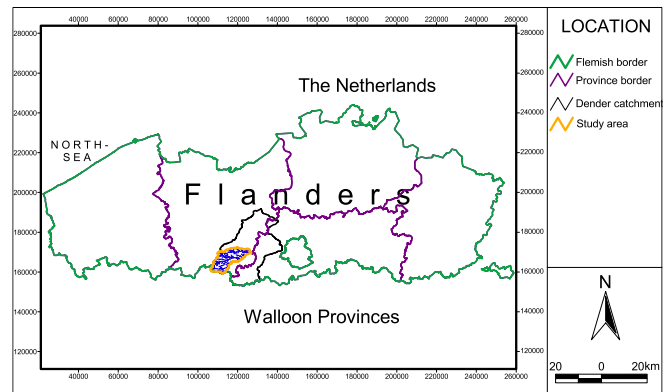 40000 60000 80000 100000 120000 140000 160000 180000 200000 220000 240000 260000
280000 280000
260000 260000
240000 240000
220000 220000
200000 200000
180000 180000
160000 160000
140000 140000
120000 120000
40000 60000 80000 100000 120000 140000 160000 180000 200000 220000 240000 260000
The Netherlands
NORTH-
SEA
Flanders
Walloon Provinces
LOCATION
Flemish border
Province border
Dender catchment
Study area
N
20 0 20km